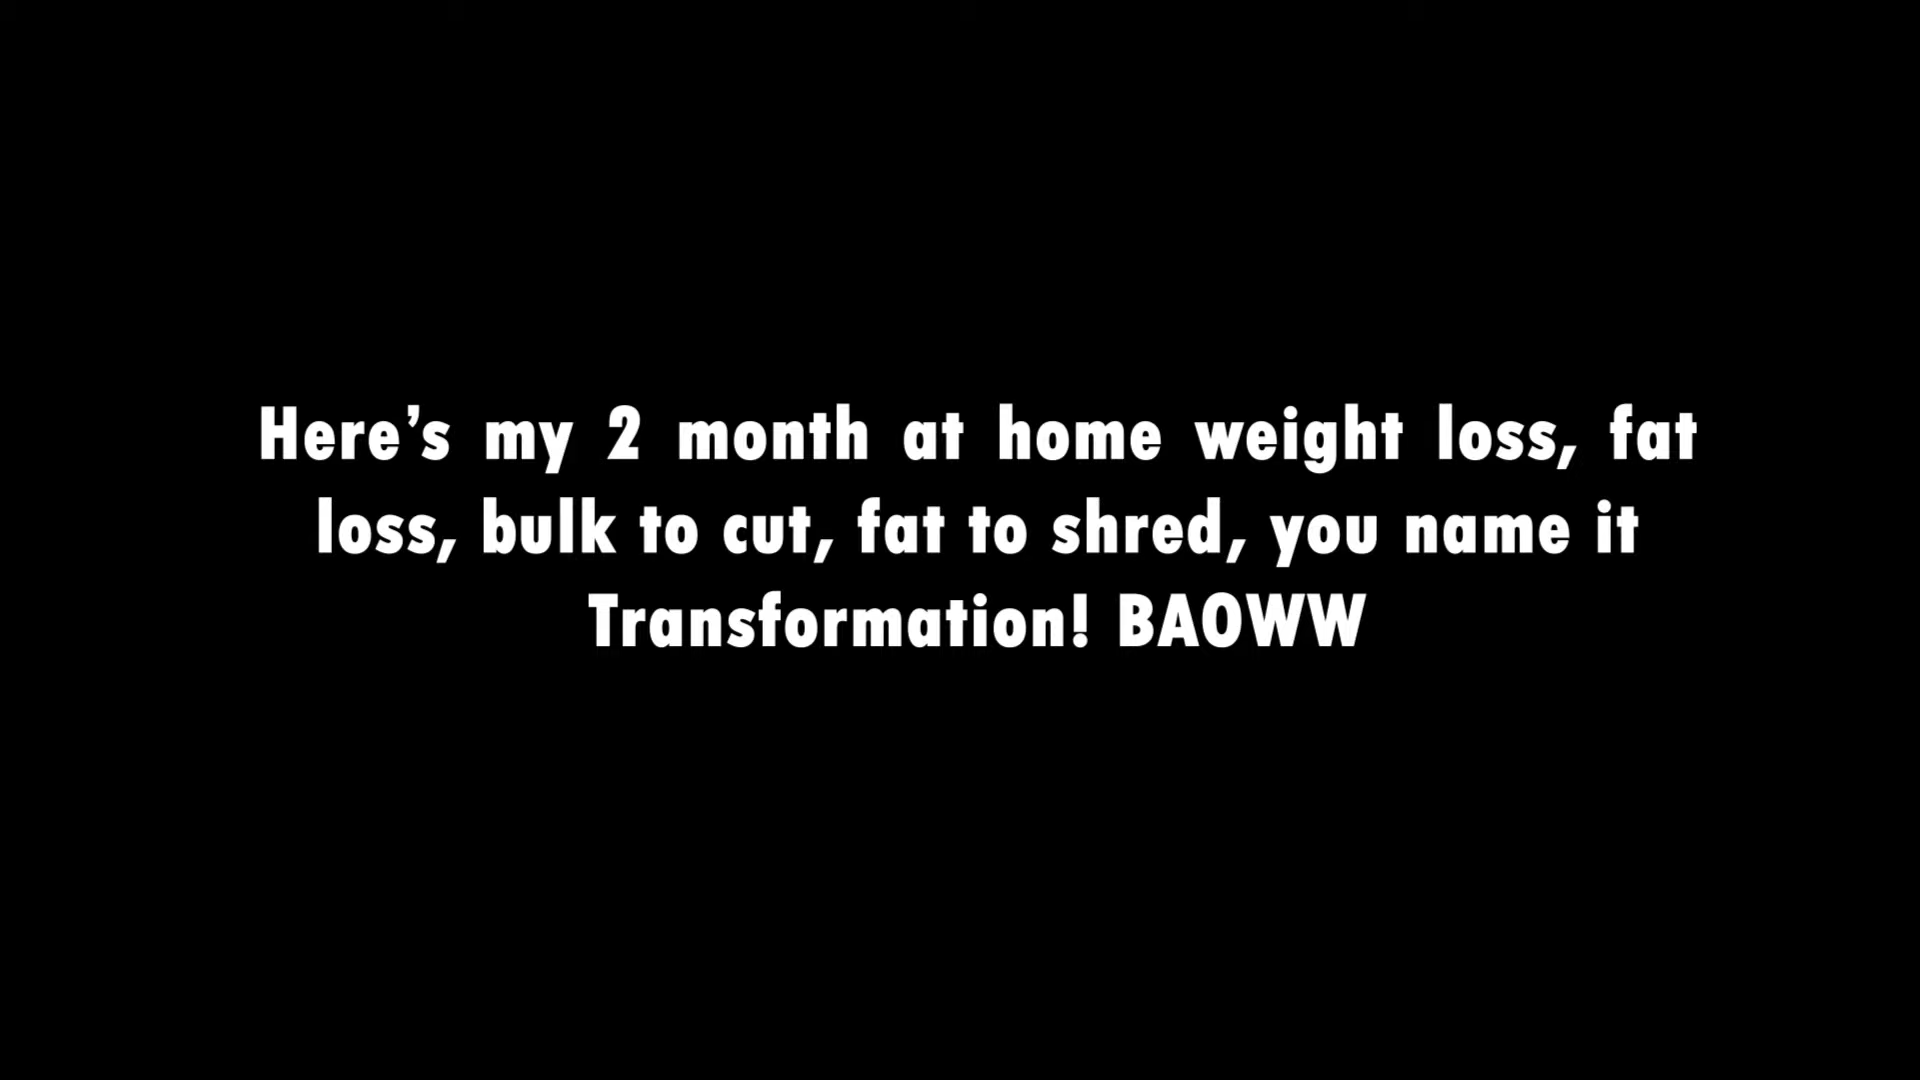 Here’s my 2 month at home weight loss, fat
loss, bulk to cut, fat to shred, you name it
Transformation! BAOWW